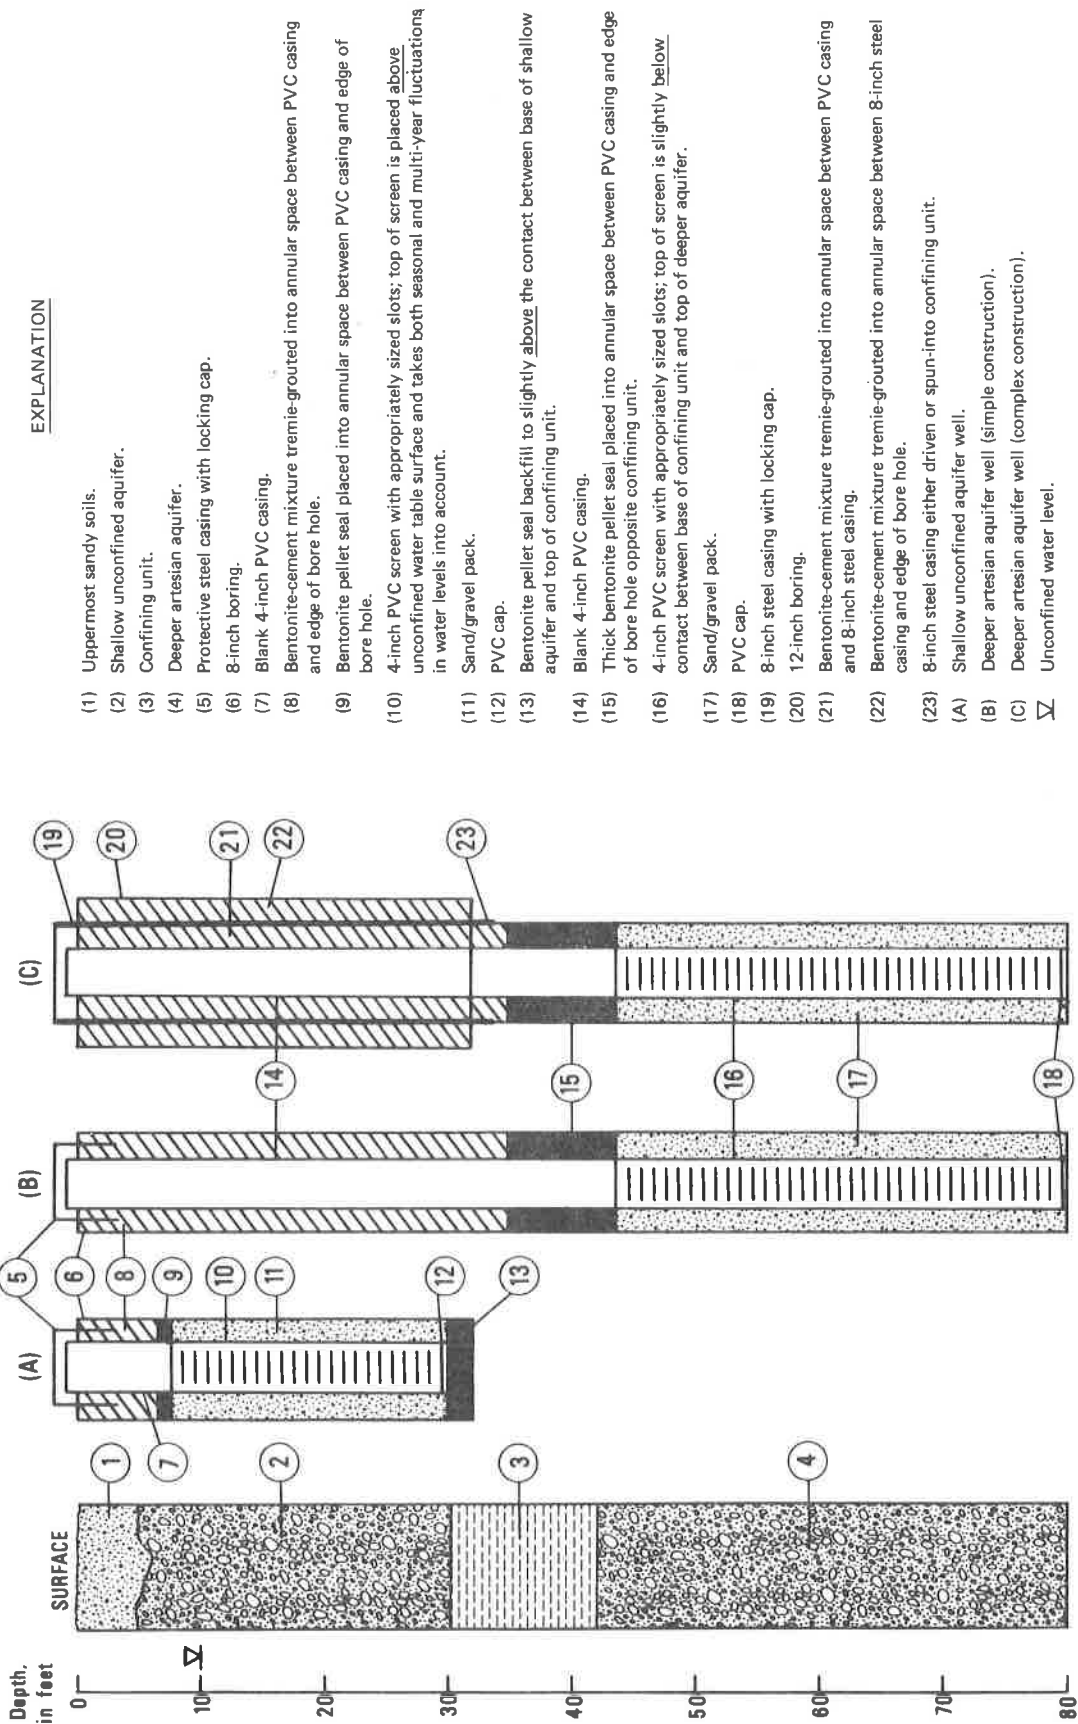 Depth,
in feet
0
10
20
30
40
50
60
70
80
SURFACE
1
2
3
4
(A)
(B)
(C)
5
6
7
8
9
10
11
12
13
14
15
16
17
18
19
20
21
22
23
EXPLANATION
(1) Uppermost sandy soils.
(2) Shallow unconfined aquifer.
(3) Confining unit.
(4) Deeper artesian aquifer.
(5) Protective steel casing with locking cap.
(6) 8-inch boring.
(7) Blank 4-inch PVC casing.
(8) Bentonite-cement mixture tremie-grouted into annular space between PVC casing
and edge of bore hole.
(9) Bentonite pellet seal placed into annular space between PVC casing and edge of
bore hole.
(10) 4-inch PVC screen with appropriately sized slots; top of screen is placed above
unconfined water table surface and takes both seasonal and multi-year fluctuations
in water levels into account.
(11) Sand/gravel pack.
(12) PVC cap.
(13) Bentonite pellet seal backfill to slightly above the contact between base of shallow
aquifer and top of confining unit.
(14) Blank 4-inch PVC casing.
(15) Thick bentonite pellet seal placed into annular space between PVC casing and edge
of bore hole opposite confining unit.
(16) 4-inch PVC screen with appropriately sized slots; top of screen is slightly below
contact between base of confining unit and top of deeper aquifer.
(17) Sand/gravel pack.
(18) PVC cap.
(19) 8-inch steel casing with locking cap.
(20) 12-inch boring.
(21) Bentonite-cement mixture tremie-grouted into annular space between PVC casing
and 8-inch steel casing.
(22) Bentonite-cement mixture tremie-grouted into annular space between 8-inch steel
casing and edge of bore hole.
(23) 8-inch steel casing either driven or spun-into confining unit.
(A) Shallow unconfined aquifer well.
(B) Deeper artesian aquifer well (simple construction).
(C) Deeper artesian aquifer well (complex construction).
Unconfined water level.